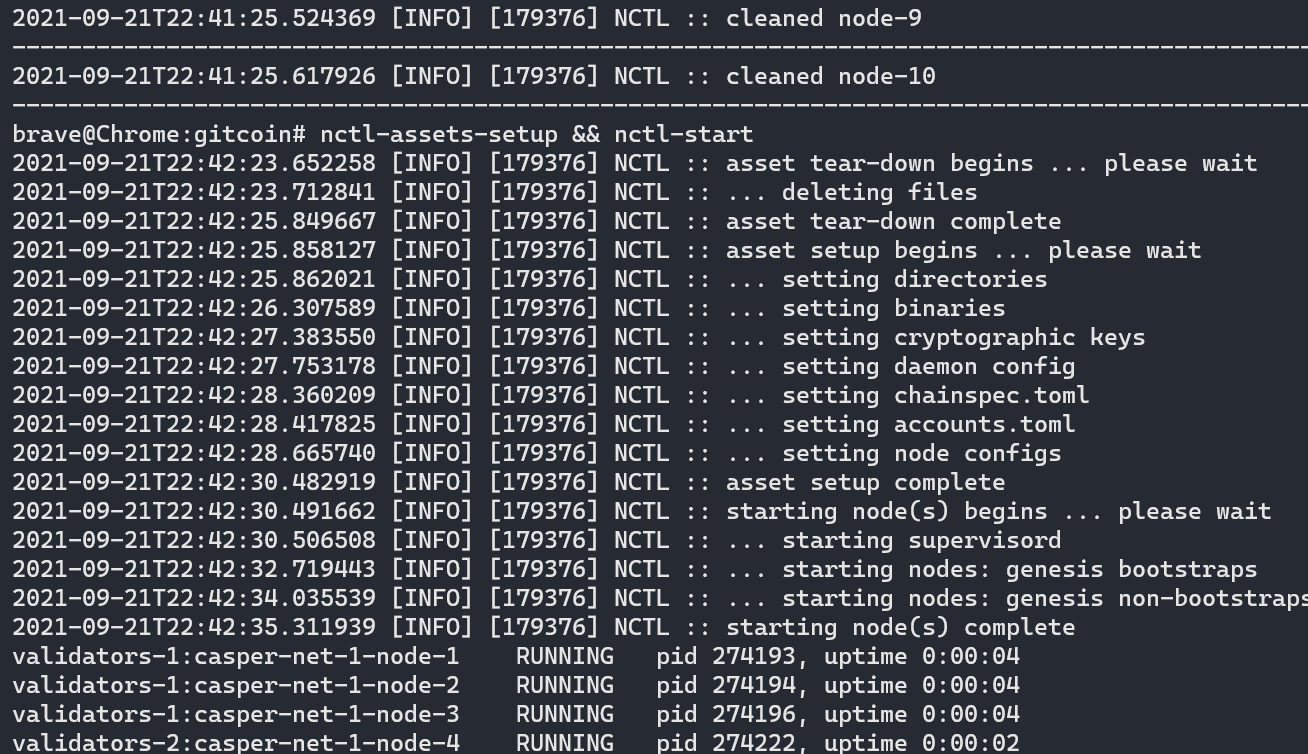 2021-09-21T22:41:25.524369 [INFO] [179376] NCTL :: cleaned node-9
------------------------------------------------------------------------------------------------
2021-09-21T22:41:25.617926 [INFO] [179376] NCTL :: cleaned node-10
------------------------------------------------------------------------------------------------
brave@Chrome:gitcoin# nctl-assets-setup && nctl-start
2021-09-21T22:42:23.652258 [INFO] [179376] NCTL :: asset tear-down begins ... please wait
2021-09-21T22:42:23.712841 [INFO] [179376] NCTL :: ... deleting files
2021-09-21T22:42:25.849667 [INFO] [179376] NCTL :: asset tear-down complete
2021-09-21T22:42:25.858127 [INFO] [179376] NCTL :: asset setup begins ... please wait
2021-09-21T22:42:25.862021 [INFO] [179376] NCTL :: ... setting directories
2021-09-21T22:42:26.307589 [INFO] [179376] NCTL :: ... setting binaries
2021-09-21T22:42:27.383550 [INFO] [179376] NCTL :: ... setting cryptographic keys
2021-09-21T22:42:27.753178 [INFO] [179376] NCTL :: ... setting daemon config
2021-09-21T22:42:28.360209 [INFO] [179376] NCTL :: ... setting chainspec.toml
2021-09-21T22:42:28.417825 [INFO] [179376] NCTL :: ... setting accounts.toml
2021-09-21T22:42:28.665740 [INFO] [179376] NCTL :: ... setting node configs
2021-09-21T22:42:30.482919 [INFO] [179376] NCTL :: asset setup complete
2021-09-21T22:42:30.491662 [INFO] [179376] NCTL :: starting node(s) begins ... please wait
2021-09-21T22:42:30.506508 [INFO] [179376] NCTL :: ... starting supervisord
2021-09-21T22:42:32.719443 [INFO] [179376] NCTL :: ... starting nodes: genesis bootstraps
2021-09-21T22:42:34.035539 [INFO] [179376] NCTL :: ... starting nodes: genesis non-bootstraps
2021-09-21T22:42:35.311939 [INFO] [179376] NCTL :: starting node(s) complete
validators-1:casper-net-1-node-1    RUNNING   pid 274193, uptime 0:00:04
validators-1:casper-net-1-node-2    RUNNING   pid 274194, uptime 0:00:04
validators-1:casper-net-1-node-3    RUNNING   pid 274196, uptime 0:00:04
validators-2:casper-net-1-node-4    RUNNING   pid 274222, uptime 0:00:02